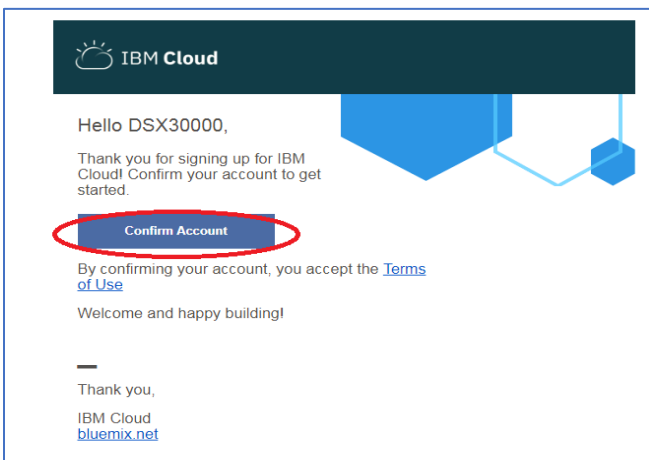 IBM Cloud
Hello DSX30000,
Thank you for signing up for IBM
Cloud! Confirm your account to get
started.
Confirm Account
By confirming your account, you accept the Terms
of Use
Welcome and happy building!
Thank you,
IBM Cloud
bluemix.net